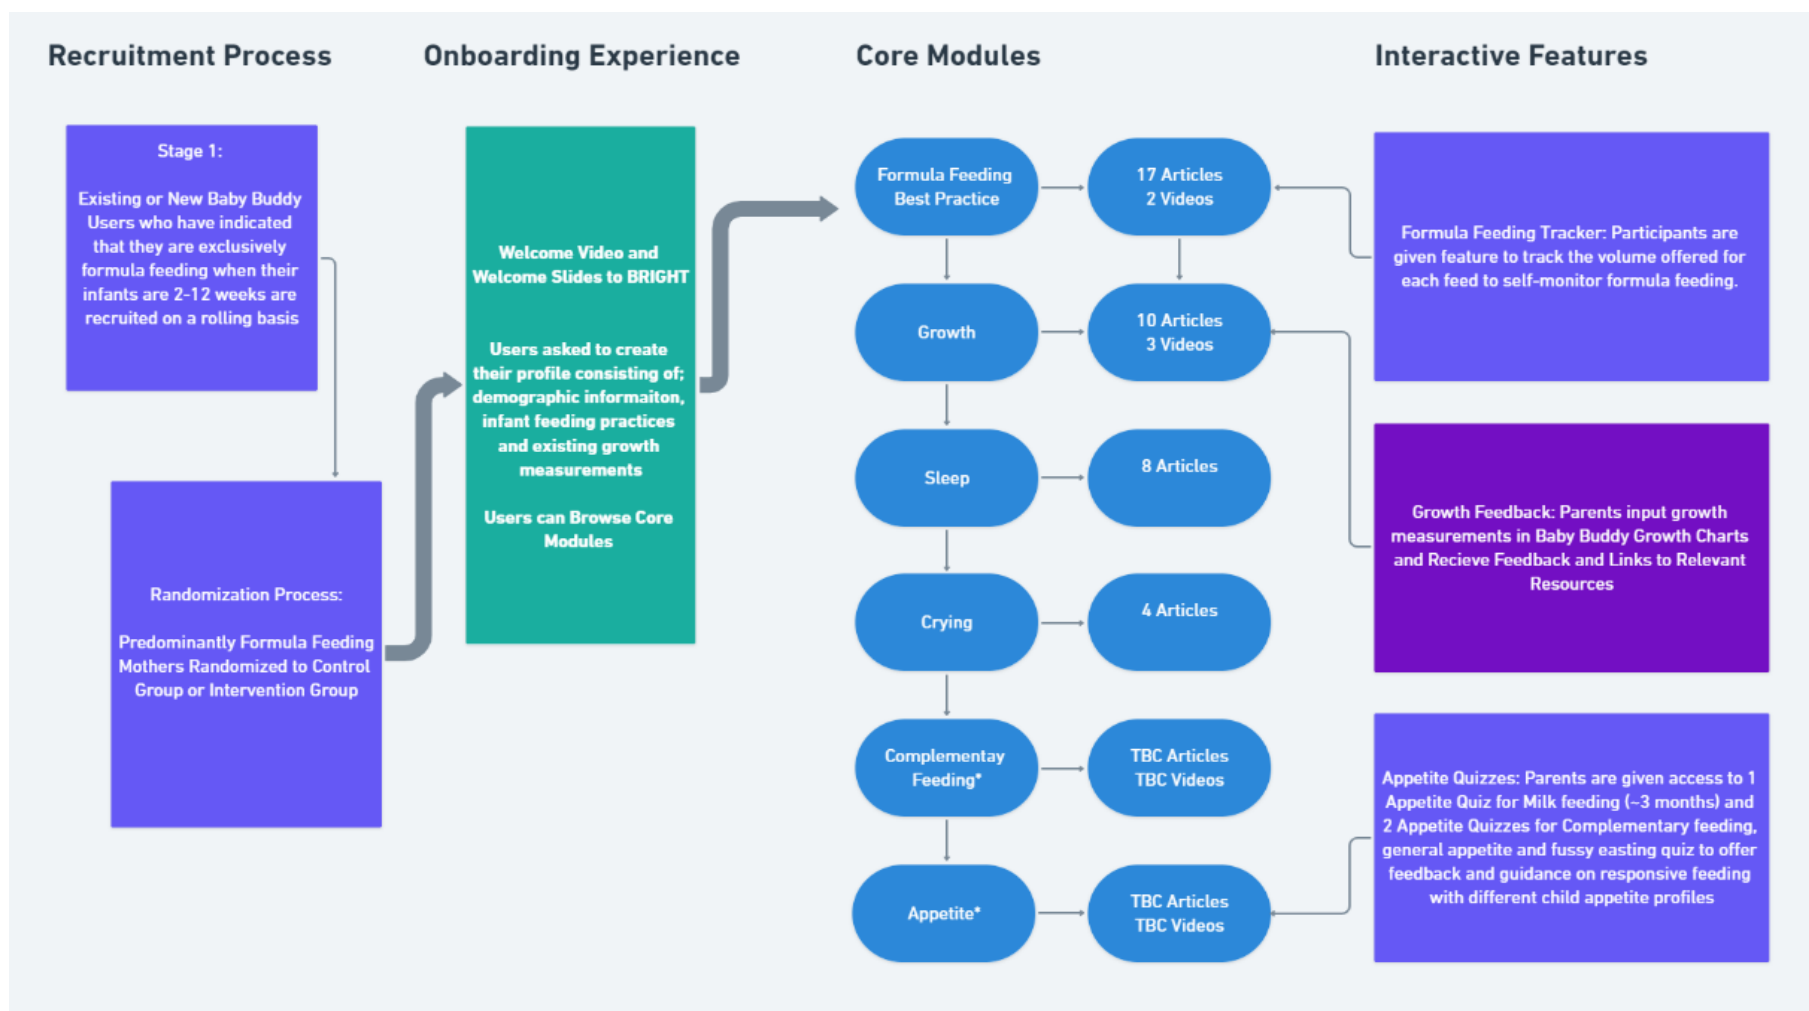 Recruitment Process
Onboarding Experience
Core Modules
Interactive Features
Stage 1:
Existing or New Baby Buddy
Users who have indicated
that they are exclusively
formula feeding when their
infants are 2-12 weeks are
recruited on a rolling basis
Randomization Process:
Predominantly Formula Feeding
Mothers Randomized to Control
Group or Intervention Group
Welcome Video and
Welcome Slides to BRIGHT
Users asked to create
their profile consisting of;
demographic informaiton,
infant feeding practices
and existing growth
measurements
Users can Browse Core
Modules
Formula Feeding
Best Practice
17 Articles
2 Videos
Growth
10 Articles
3 Videos
Sleep
8 Articles
Crying
4 Articles
Complementay
Feeding*
TBC Articles
TBC Videos
Appetite*
TBC Articles
TBC Videos
Formula Feeding Tracker: Participants are
given feature to track the volume offered for
each feed to self-monitor formula feeding.
Growth Feedback: Parents input growth
measurements in Baby Buddy Growth Charts
and Recieve Feedback and Links to Relevant
Resources
Appetite Quizzes: Parents are given access to 1
Appetite Quiz for Milk feeding (~3 months) and
2 Appetite Quizzes for Complementary feeding,
general appetite and fussy easting quiz to offer
feedback and guidance on responsive feeding
with different child appetite profiles